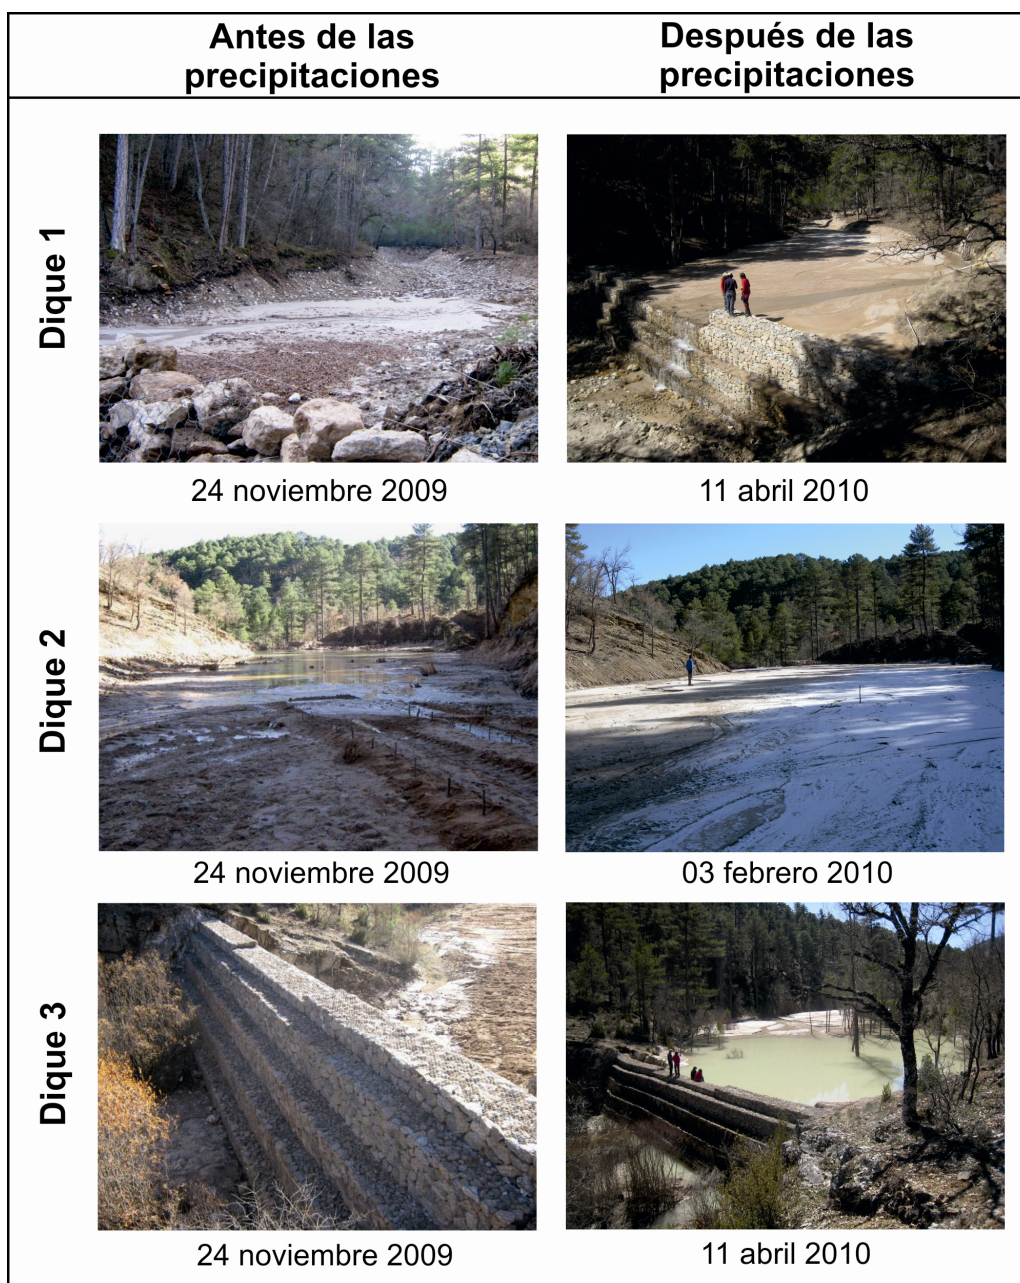 Antes de las
precipitaciones
Después de las
precipitaciones
Dique 1
24 noviembre 2009
11 abril 2010
Dique 2
24 noviembre 2009
03 febrero 2010
Dique 3
24 noviembre 2009
11 abril 2010